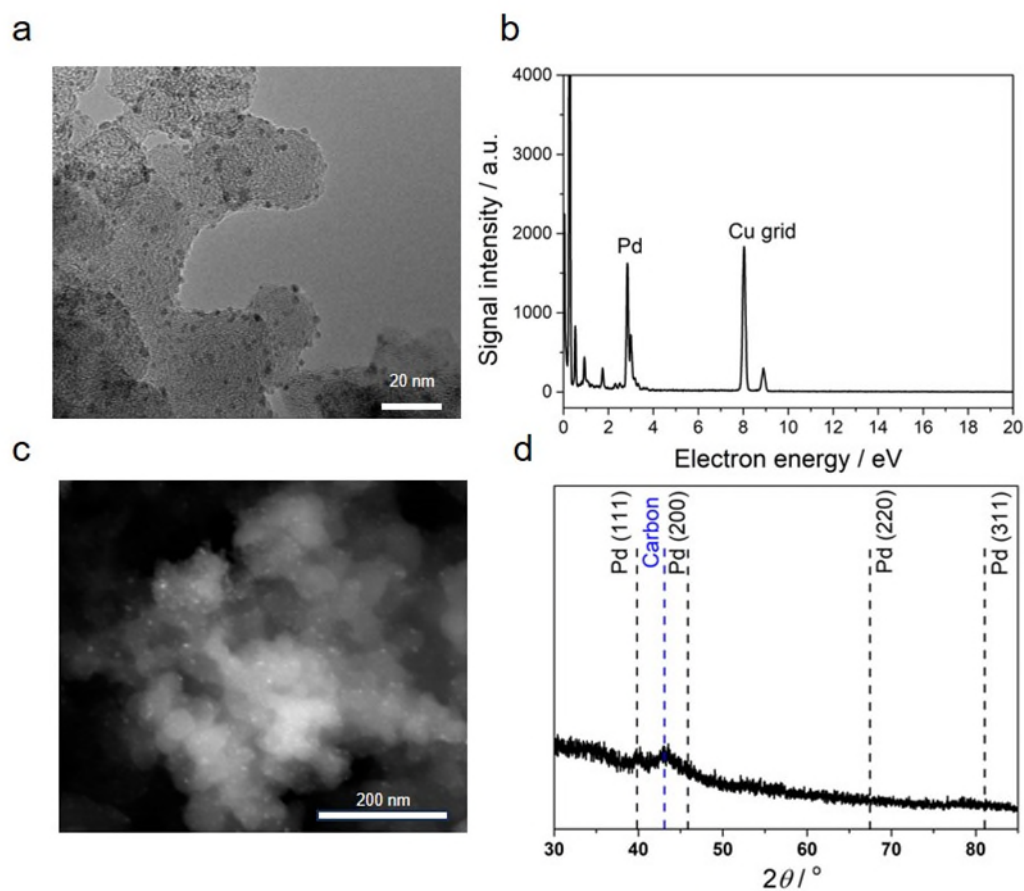 a
20 nm
b
Signal intensity / a.u.
4000
3000
2000
1000
0
Pd
Cu grid
0 2 4 6 8 10 12 14 16 18 20
Electron energy / eV
c
200 nm
d
Pd (111)
Carbon
Pd (200)
Pd (220)
Pd (311)
30 40 50 60 70 80
2θ / °